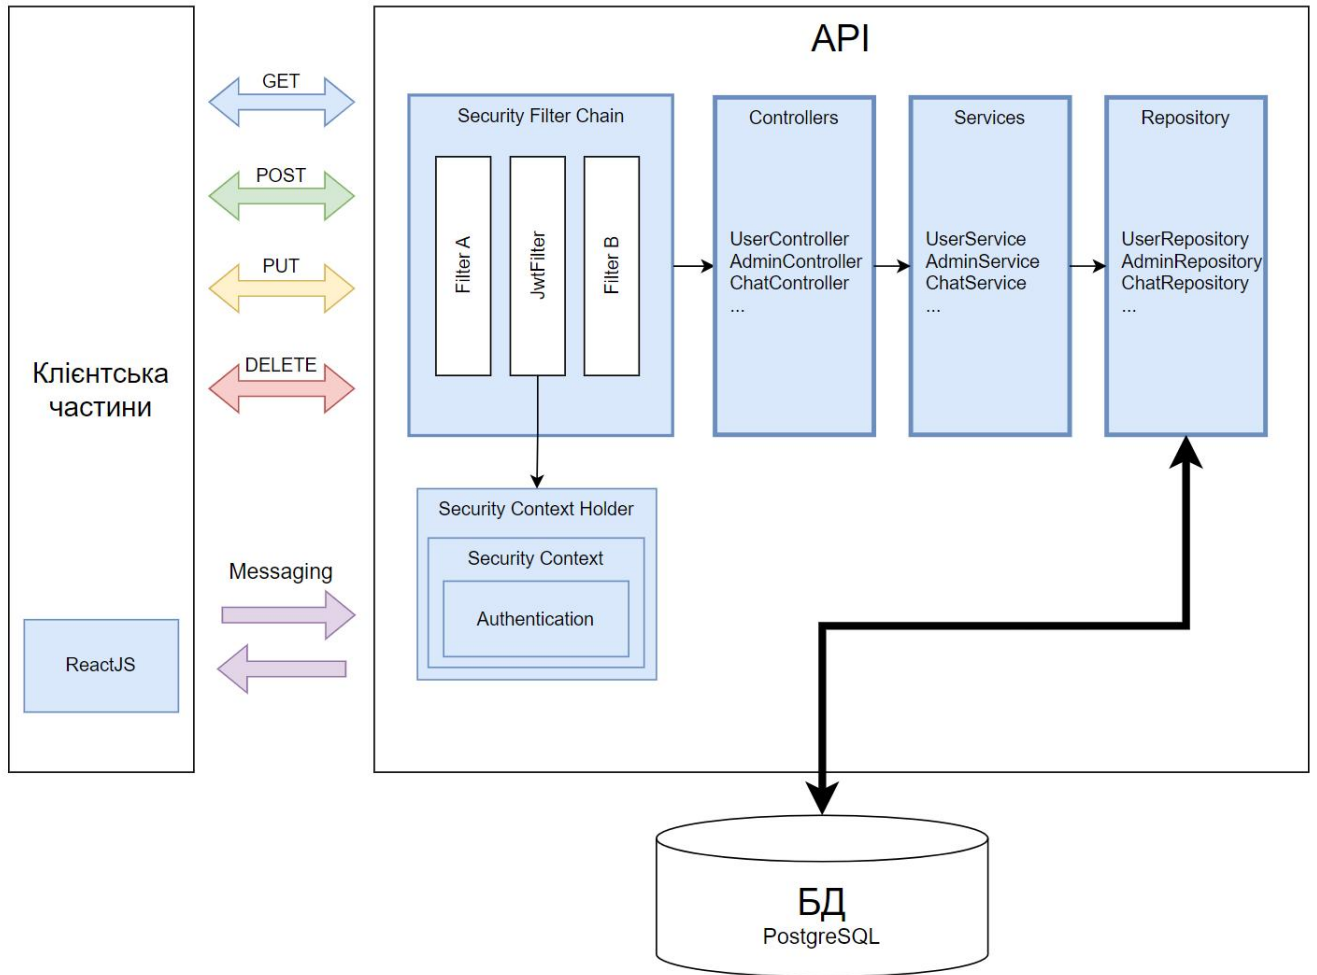 API
GET
POST
PUT
DELETE
Клієнтська
частини
Messaging
ReactJS
Security Filter Chain
Filter A
JwtFilter
Filter B
Controllers
UserController
AdminController
ChatController
...
Services
UserService
AdminService
ChatService
...
Repository
UserRepository
AdminRepository
ChatRepository
...
Security Context Holder
Security Context
Authentication
БД
PostgreSQL